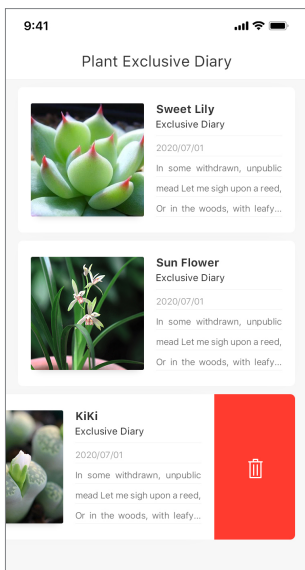 9:41
Plant Exclusive Diary
Sweet Lily
Exclusive Diary
2020/07/01
In some withdrawn, unpublic
mead Let me sigh upon a reed,
Or in the woods, with leafy...
Sun Flower
Exclusive Diary
2020/07/01
In some withdrawn, unpublic
mead Let me sigh upon a reed,
Or in the woods, with leafy...
KiKi
Exclusive Diary
2020/07/01
In some withdrawn, unpublic
mead Let me sigh upon a reed,
Or in the woods, with leafy...